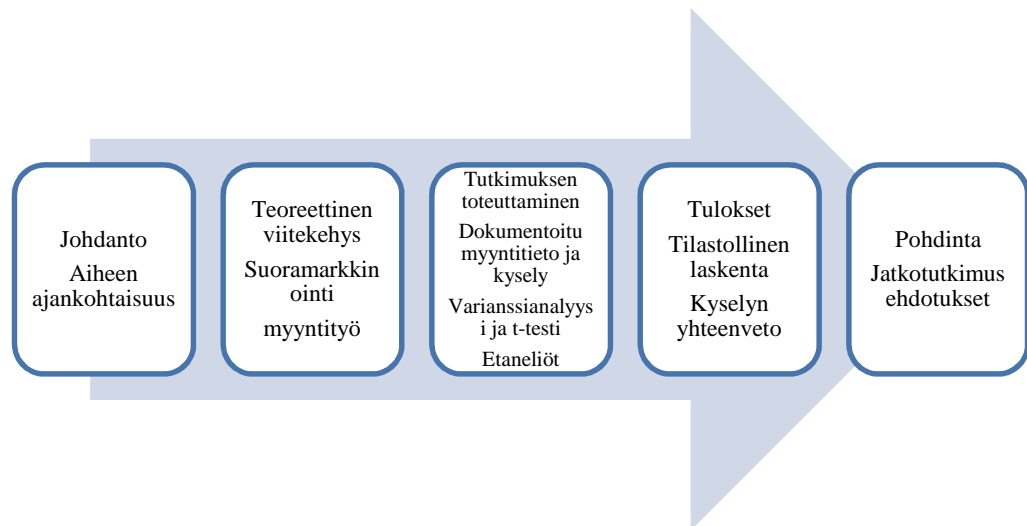 Johdanto
Aiheen
ajankohtaisuus
Teoreettinen
viitekehys
Suoramarkkin
ointi
myyntityö
Tutkimuksen
toteuttaminen
Dokumentoitu
myyntitieto ja
kysely
Varianssianalyys
i ja t-testi
Etaneliöt
Tulokset
Tilastollinen
laskenta
Kyselyn
yhteenveto
Pohdinta
Jatkotutkimus
ehdotukset